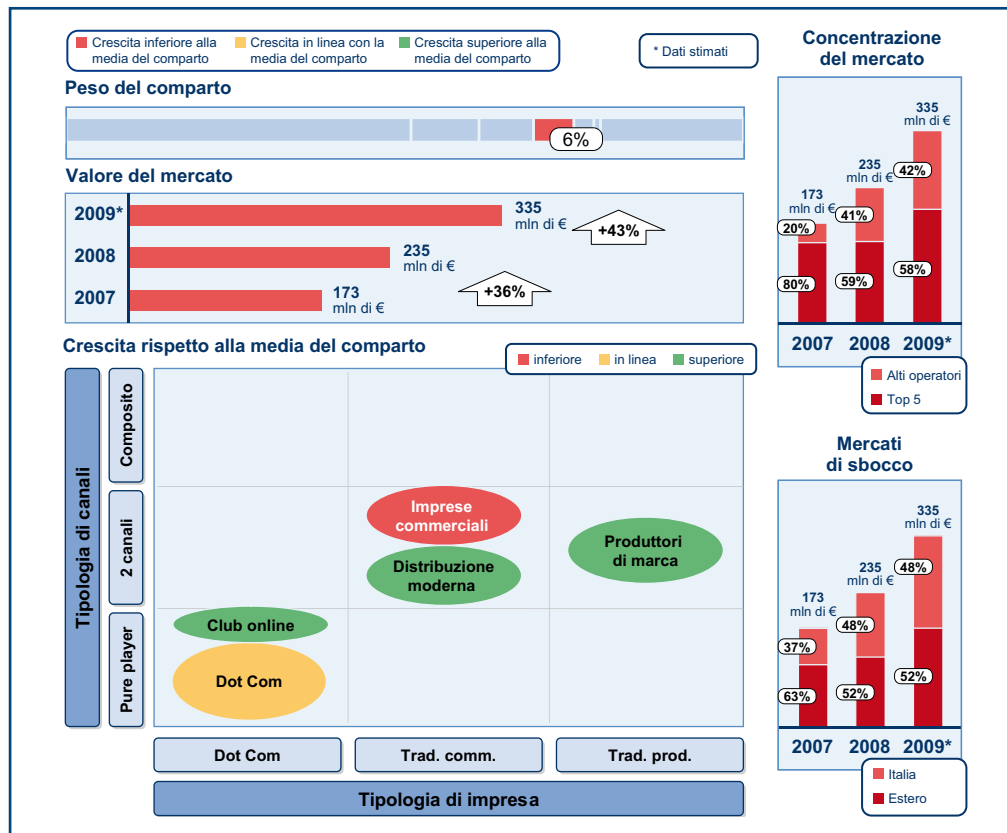 Crescita inferiore alla
media del comparto
Crescita in linea con la
media del comparto
Crescita superiore alla
media del comparto
* Dati stimati
Peso del comparto
6%
Valore del mercato
2009*
335
mln di €
+43%
2008
235
mln di €
+36%
2007
173
mln di €
Crescita rispetto alla media del comparto
inferiore
in linea
superiore
Tipologia di canali
Composito
2 canali
Pure player
Imprese
commerciali
Distribuzione
moderna
Produttori
di marca
Club online
Dot Com
Dot Com
Trad. comm.
Trad. prod.
Tipologia di impresa
Concentrazione
del mercato
335
mln di €
235
mln di €
173
mln di €
42%
41%
20%
58%
59%
80%
2007
2008
2009*
Alti operatori
Top 5
Mercati
di sbocco
335
mln di €
235
mln di €
173
mln di €
48%
48%
37%
52%
52%
63%
2007
2008
2009*
Italia
Estero